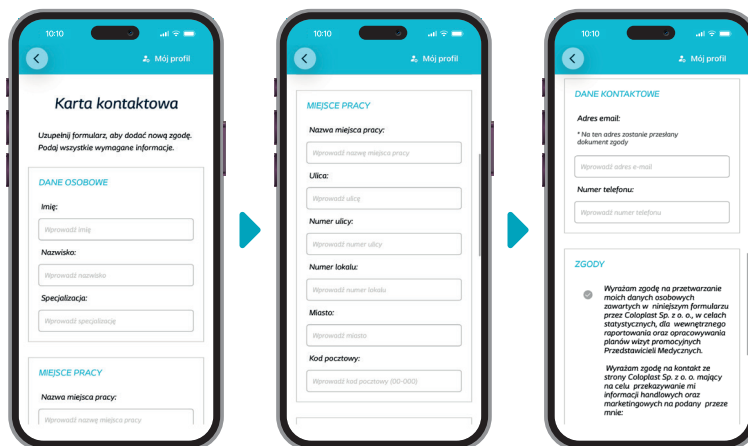 10:10
Mój profil
Karta kontaktowa
Uzupełnij formularz, aby dodać nową zgodę.
Podaj wszystkie wymagane informacje.
DANE OSOBOWE
Imię:
Wprowadź imię
Nazwisko:
Wprowadź nazwisko
Specjalizacja:
Wprowadź specjalizację
MIEJSCE PRACY
Nazwa miejsca pracy:
Wprowadź nazwę miejsca pracy
10:10
Mój profil
MIEJSCE PRACY
Nazwa miejsca pracy:
Wprowadź nazwę miejsca pracy
Ulica:
Wprowadź ulicę
Numer ulicy:
Wprowadź numer ulicy
Numer lokalu:
Wprowadź numer lokalu
Miasto:
Wprowadź miasto
Kod pocztowy:
Wprowadź kod pocztowy (00-000)
10:10
Mój profil
DANE KONTAKTOWE
Adres email:
* Na ten adres zostanie przesłany
dokument zgody
Wprowadź adres e-mail
Numer telefonu:
Wprowadź numer telefonu
ZGODY
Wyrażam zgodę na przetwarzanie
moich danych osobowych
zawartych w niniejszym formularzu
przez Coloplast Sp. z o. o., w celach
statystycznych, dla wewnętrznego
raportowania oraz opracowywania
planów wizyt promocyjnych
Przedstawicieli Medycznych.
Wyrażam zgodę na kontakt ze
strony Coloplast Sp. z o. o. mający
na celu przekazywanie mi
informacji handlowych oraz
marketingowych na podany przeze
mnie: